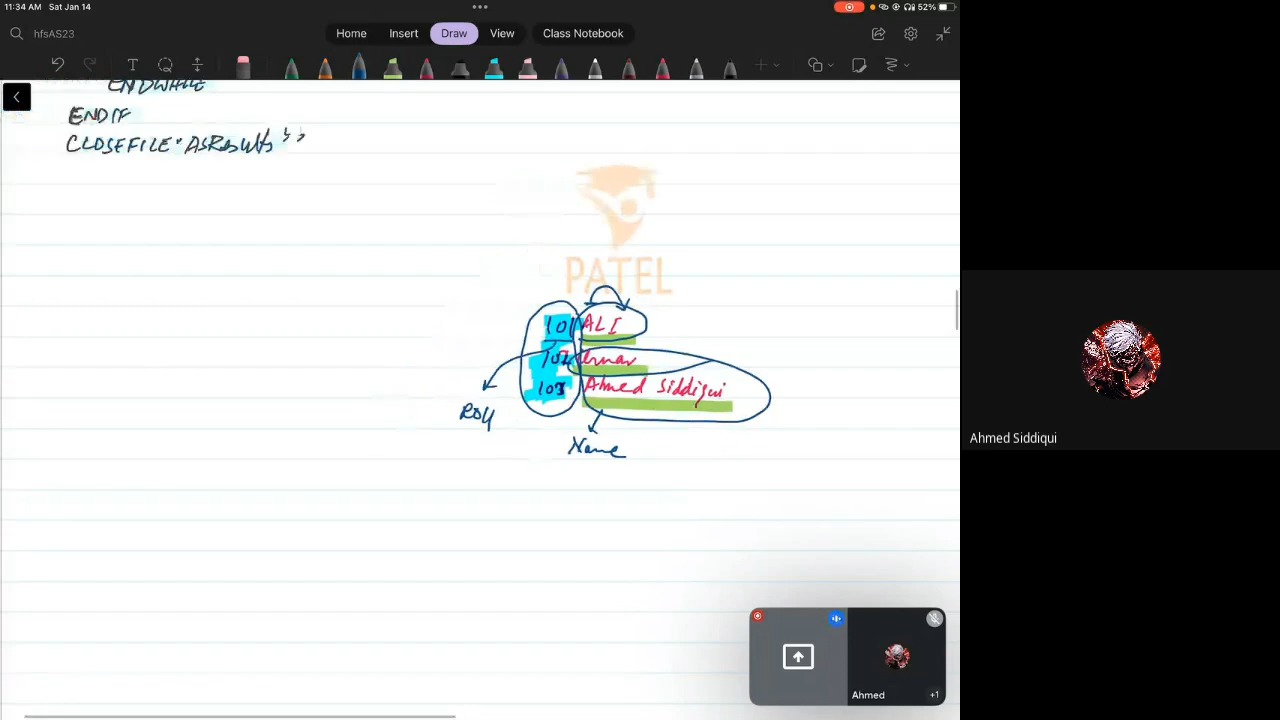 11:34 AM Sat Jan 14
52%
hfsAS23
Home Insert Draw View Class Notebook
ENDWHILE
ENDIF
CLOSEFILE "ASResults"
PATEL
101 ALI
102 Umar
103 Ahmed Siddiqui
Roll
Name
Ahmed Siddiqui
Ahmed +1